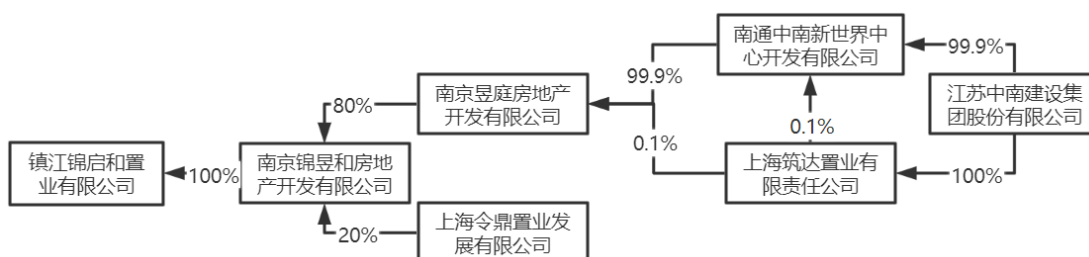 南通中南新世界中
心开发有限公司
99.9%
江苏中南建设集
团股份有限公司
99.9%
南京昱庭房地产
开发有限公司
80%
0.1%
0.1%
镇江锦启和置
业有限公司
100%
南京锦昱和房地
产开发有限公司
上海筑达置业有
限责任公司
100%
20%
上海令鼎置业发
展有限公司